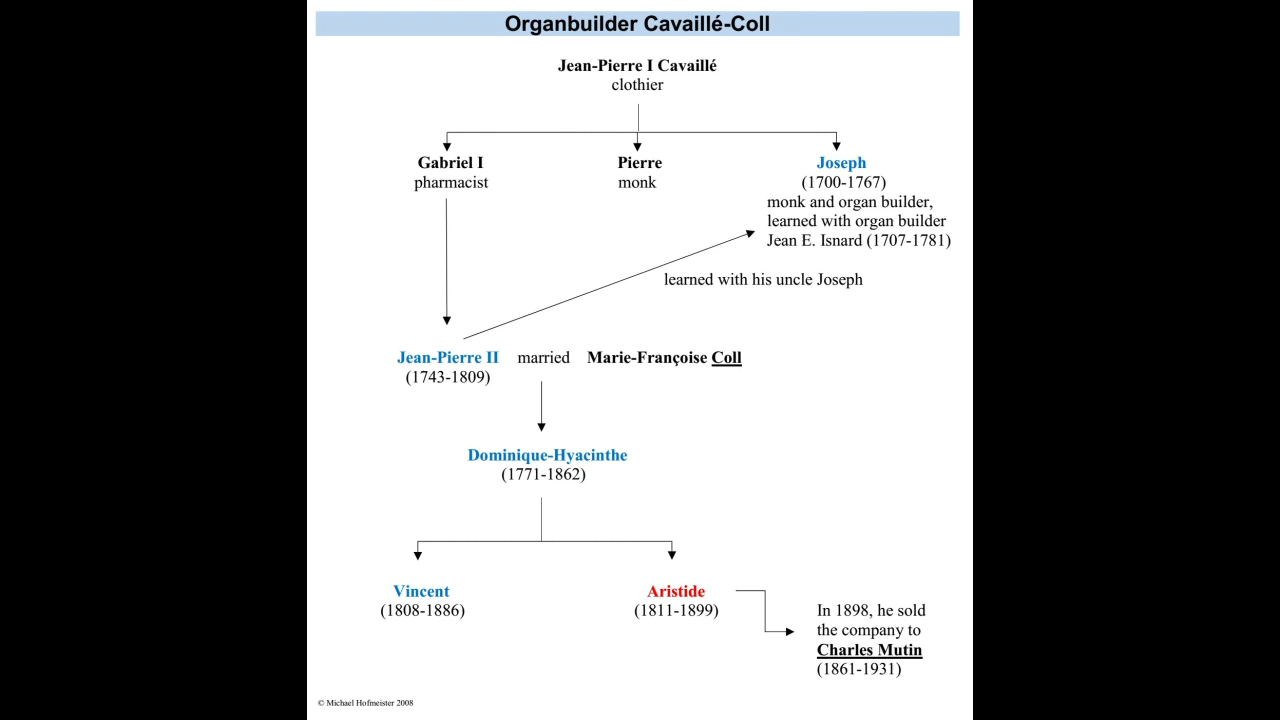 Organbuilder Cavaillé-Coll
Jean-Pierre I Cavaillé
clothier
Gabriel I
pharmacist
Pierre
monk
Joseph
(1700-1767)
monk and organ builder,
learned with organ builder
Jean E. Isnard (1707-1781)
learned with his uncle Joseph
Jean-Pierre II married Marie-Françoise Coll
(1743-1809)
Dominique-Hyacinthe
(1771-1862)
Vincent
(1808-1886)
Aristide
(1811-1899)
In 1898, he sold
the company to
Charles Mutin
(1861-1931)
© Michael Hofmeister 2008